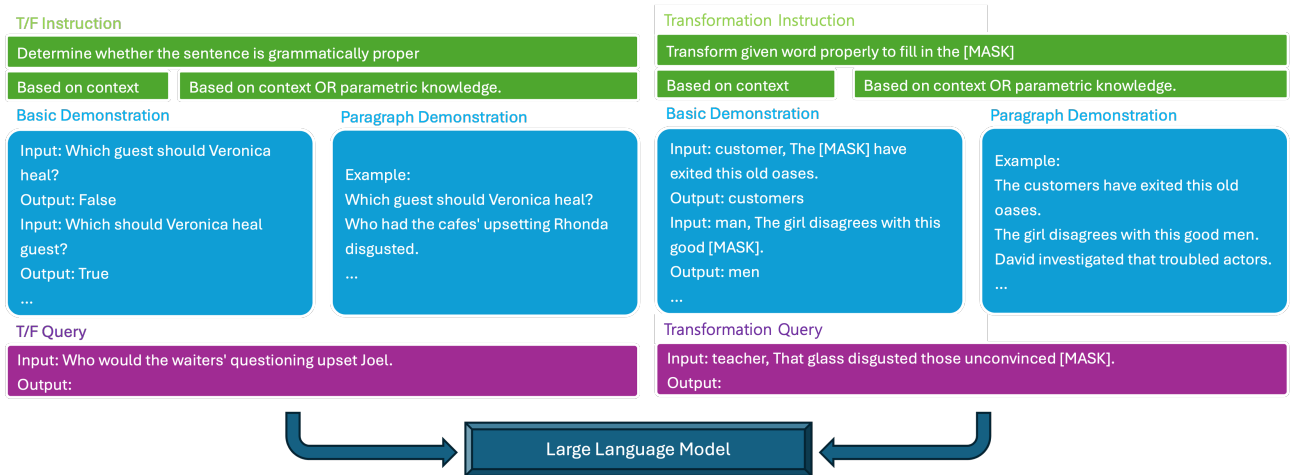 T/F Instruction
Determine whether the sentence is grammatically proper
Based on context
Based on context OR parametric knowledge.
Basic Demonstration
Input: Which guest should Veronica
heal?
Output: False
Input: Which should Veronica heal
guest?
Output: True
...
Paragraph Demonstration
Example:
Which guest should Veronica heal?
Who had the cafes' upsetting Rhonda
disgusted.
...
T/F Query
Input: Who would the waiters' questioning upset Joel.
Output:
Transformation Instruction
Transform given word properly to fill in the [MASK]
Based on context
Based on context OR parametric knowledge.
Basic Demonstration
Input: customer, The [MASK] have
exited this old oases.
Output: customers
Input: man, The girl disagrees with this
good [MASK].
Output: men
...
Paragraph Demonstration
Example:
The customers have exited this old
oases.
The girl disagrees with this good men.
David investigated that troubled actors.
...
Transformation Query
Input: teacher, That glass disgusted those unconvinced [MASK].
Output:
Large Language Model